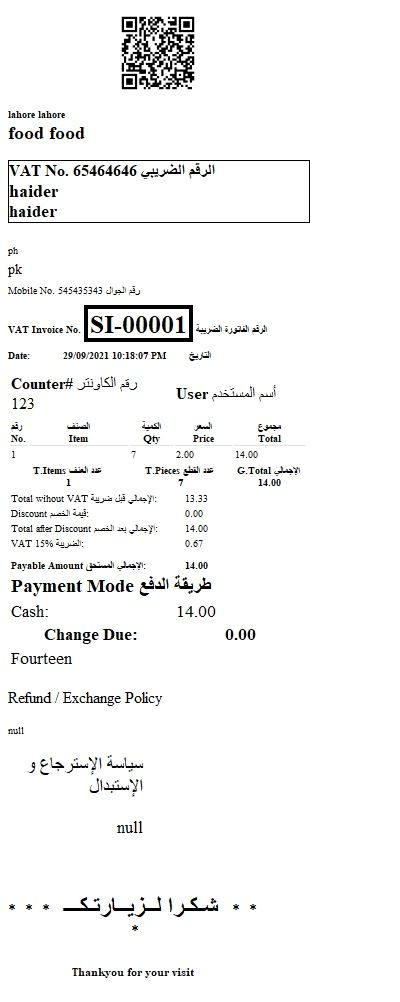 lahore lahore
food food
VAT No. 65464646 الرقم الضريبي
haider
haider
ph
pk
Mobile No. 545435343 رقم الجوال
VAT Invoice No. SI-00001 الرقم الفاتورة الضريبة
Date: 29/09/2021 10:18:07 PM التاريخ
Counter# رقم الكاونتر User أسم المستخدم
123
رقم الصنف الكمية السعر مجموع
No. Item Qty Price Total
1 7 2.00 14.00
T.Items عدد العنف T.Pieces عدد القطع G.Total الإجمالي
1 7 14.00
Total wihout VAT الإجمالي قبل ضريبة: 13.33
Discount قيمة الخصم: 0.00
Total after Discount الإجمالي بعد الخصم: 14.00
VAT 15% الضريبة: 0.67
Payable Amount الإجمالي المستحق: 14.00
Payment Mode طريقة الدفع
Cash: 14.00
Change Due: 0.00
Fourteen
Refund / Exchange Policy
null
سياسة الإسترجاع و
الإستبدال
null
* * * شـكـرا لـــزيـــارتـكـــ * *
*
Thankyou for your visit